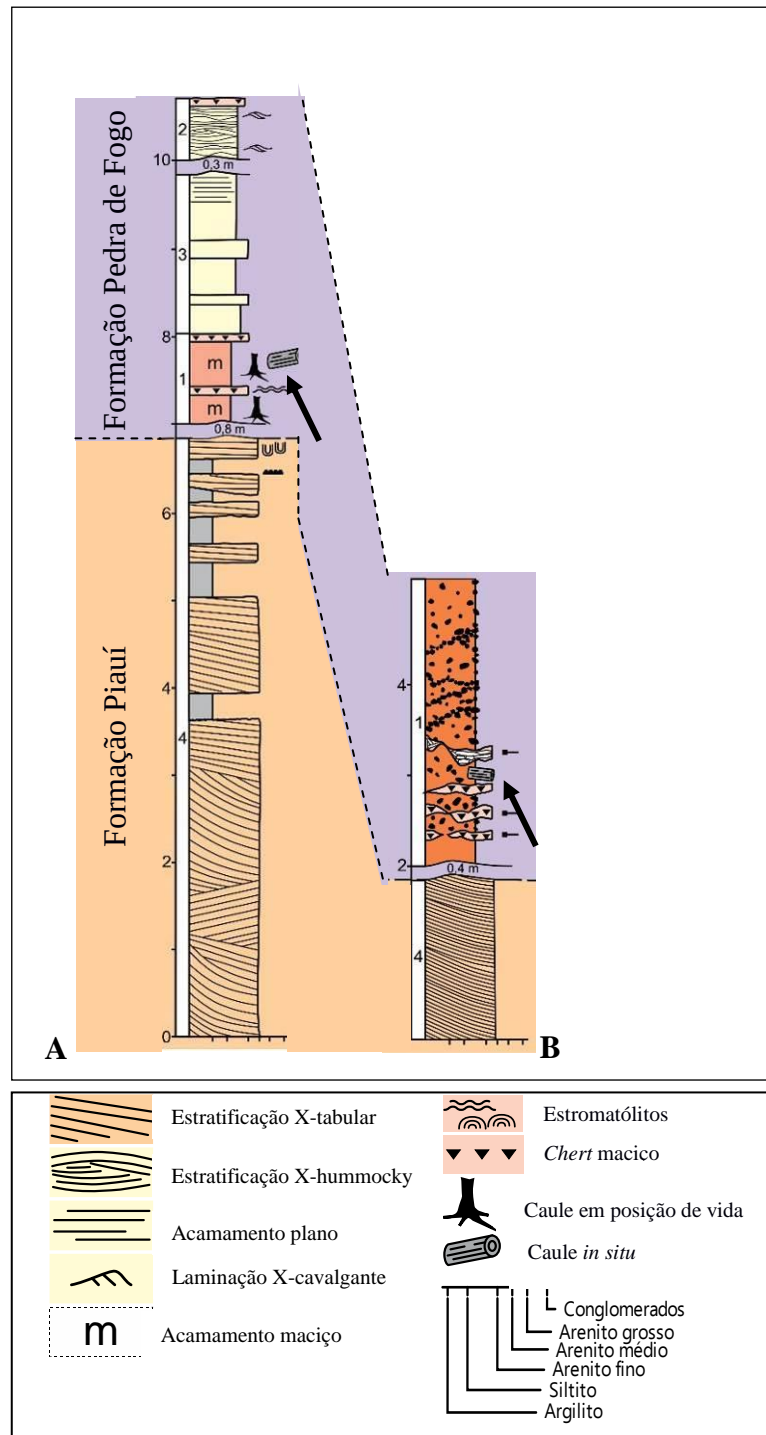 Formação Pedra de Fogo
Formação Piauí
2
10
0,3 m
3
8
m
1
m
0,8 m
6
4
4
2
0
A
4
1
2
0,4 m
4
B
Estratificação X-tabular
Estratificação X-hummocky
Acamamento plano
Laminação X-cavalgante
m
Acamamento maciço
Estromatólitos
Chert macico
Caule em posição de vida
Caule in situ
Conglomerados
Arenito grosso
Arenito médio
Arenito fino
Siltito
Argilito